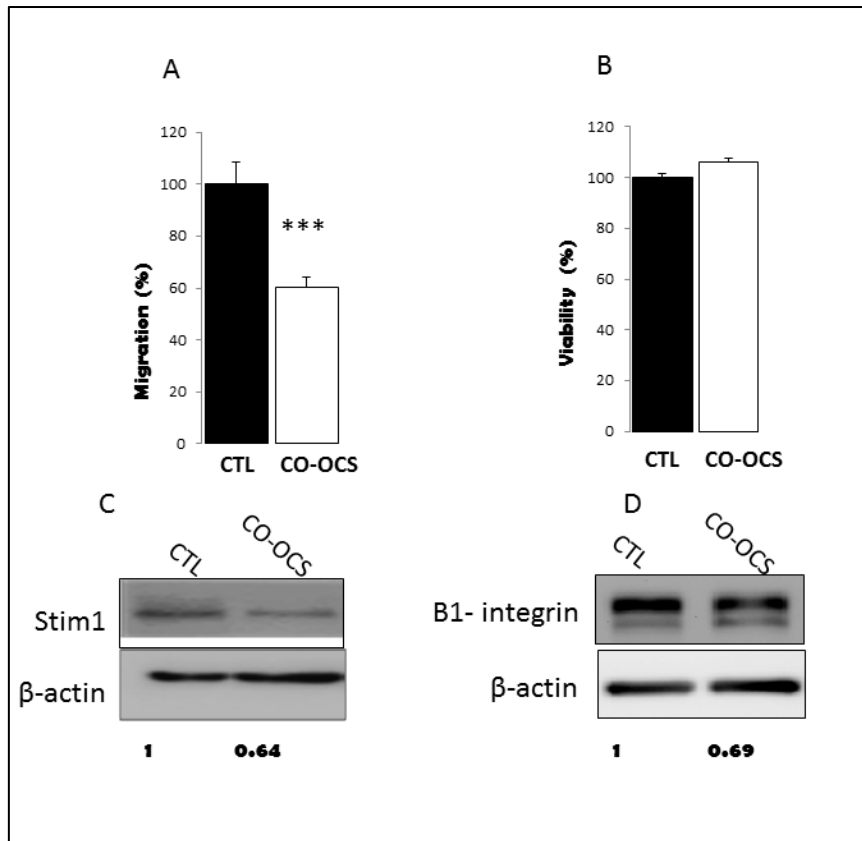 A
120
100
80
60
40
20
0
Migration (%)
***
CTL CO-OCS
B
120
100
80
60
40
20
0
Viability (%)
CTL CO-OCS
C
CTL CO-OCS
Stim1
β-actin
1 0.64
D
CTL CO-OCS
B1- integrin
β-actin
1 0.69